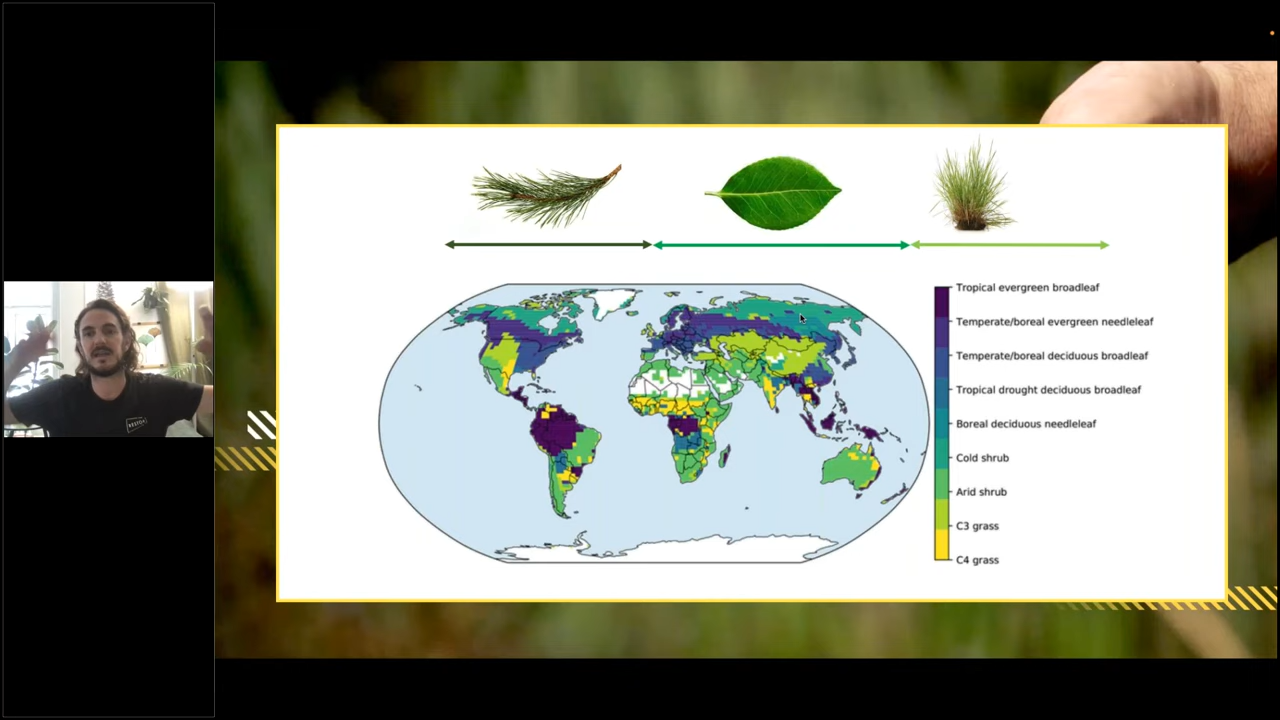 Tropical evergreen broadleaf
Temperate/boreal evergreen needleleaf
Temperate/boreal deciduous broadleaf
Tropical drought deciduous broadleaf
Boreal deciduous needleleaf
Cold shrub
Arid shrub
C3 grass
C4 grass